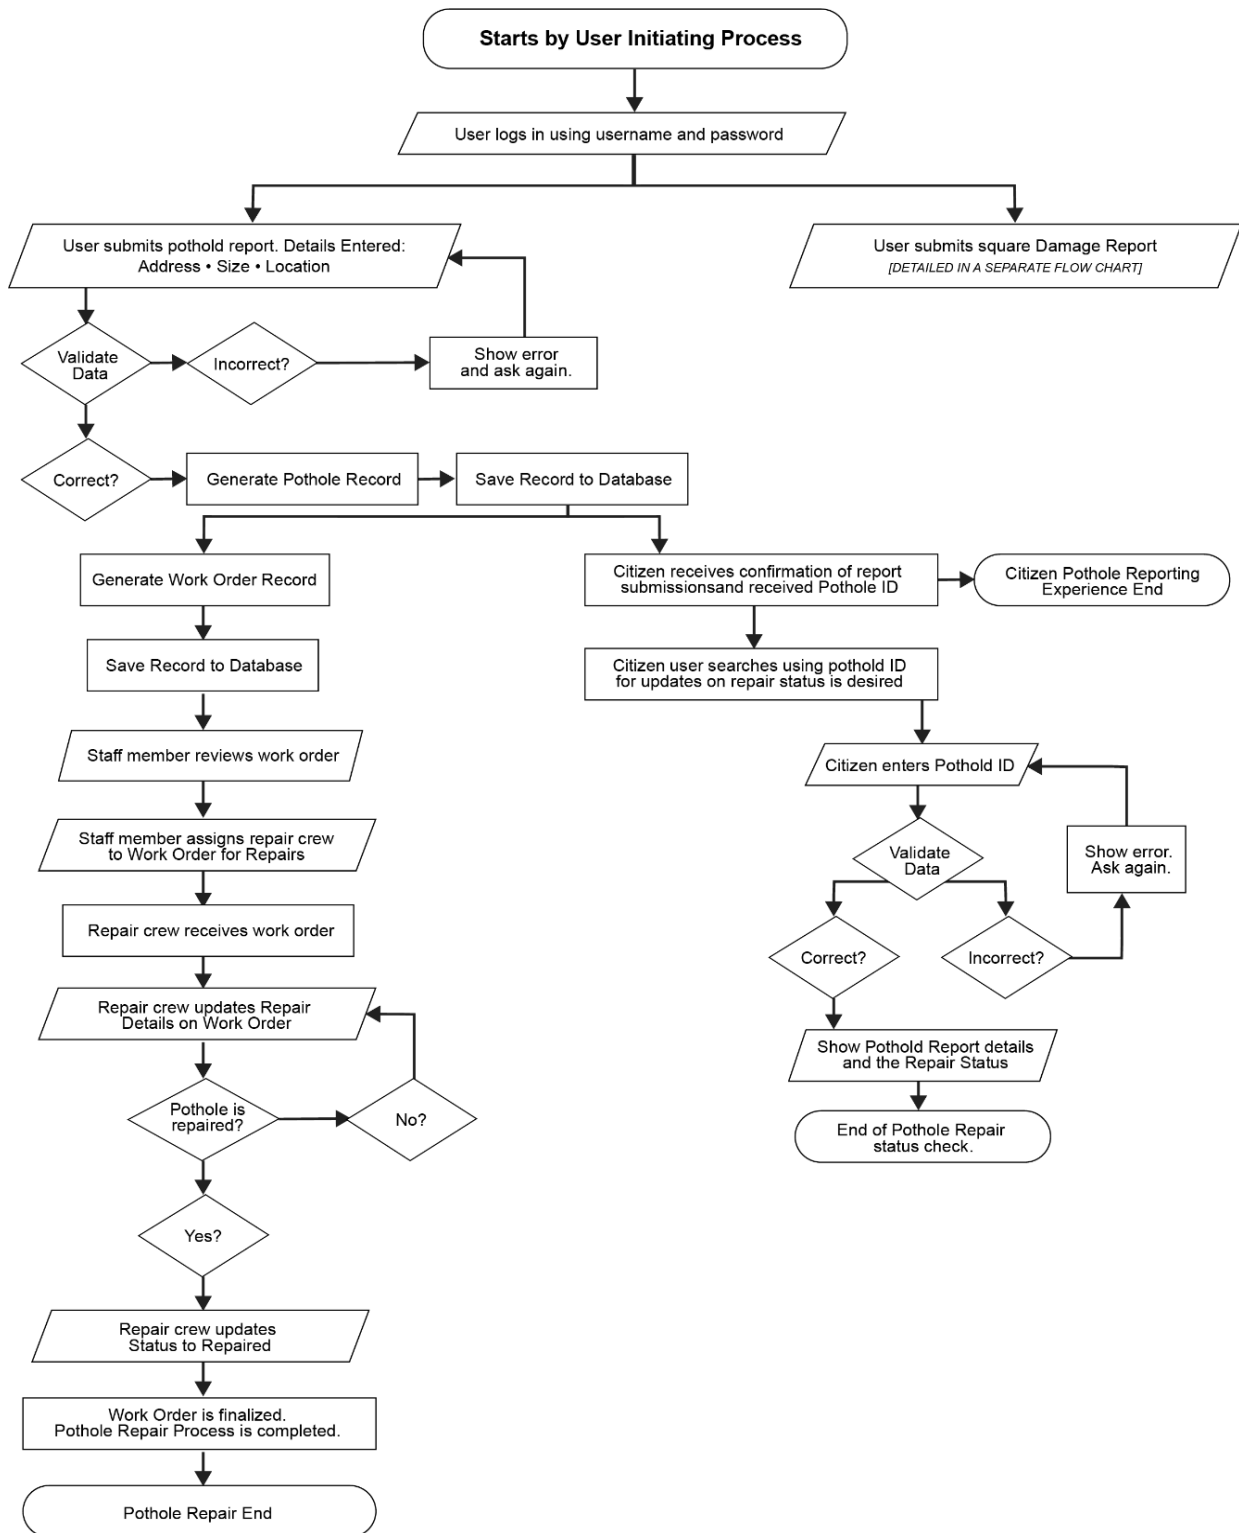 Starts by User Initiating Process
User logs in using username and password
User submits pothold report. Details Entered:
Address • Size • Location
User submits square Damage Report
[DETAILED IN A SEPARATE FLOW CHART]
Validate
Data
Incorrect?
Show error
and ask again.
Correct?
Generate Pothole Record
Save Record to Database
Generate Work Order Record
Citizen receives confirmation of report
submissionsand received Pothole ID
Citizen Pothole Reporting
Experience End
Save Record to Database
Citizen user searches using pothold ID
for updates on repair status is desired
Staff member reviews work order
Citizen enters Pothold ID
Staff member assigns repair crew
to Work Order for Repairs
Validate
Data
Show error.
Ask again.
Repair crew receives work order
Correct?
Incorrect?
Repair crew updates Repair
Details on Work Order
Show Pothold Report details
and the Repair Status
Pothole is
repaired?
No?
End of Pothole Repair
status check.
Yes?
Repair crew updates
Status to Repaired
Work Order is finalized.
Pothole Repair Process is completed.
Pothole Repair End